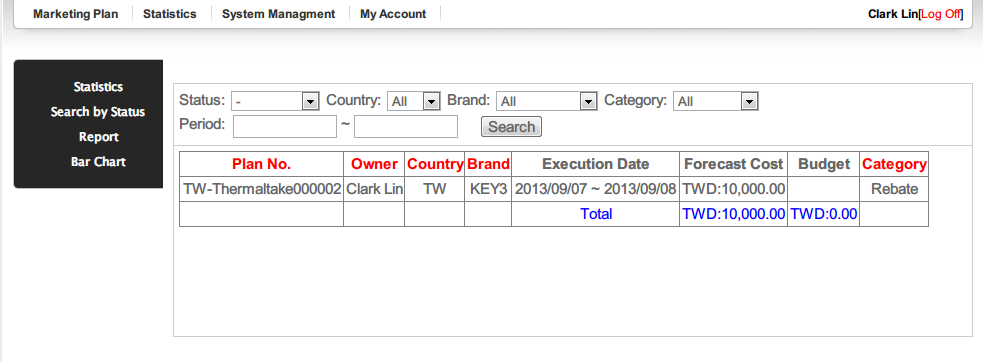 Marketing Plan Statistics System Managment My Account Clark Lin[Log Off]
Statistics
Search by Status
Report
Bar Chart
Status: - Country: All Brand: All Category: All
Period: ~ Search
Plan No. Owner Country Brand Execution Date Forecast Cost Budget Category
TW-Thermaltake000002 Clark Lin TW KEY3 2013/09/07 ~ 2013/09/08 TWD:10,000.00 Rebate
Total TWD:10,000.00 TWD:0.00